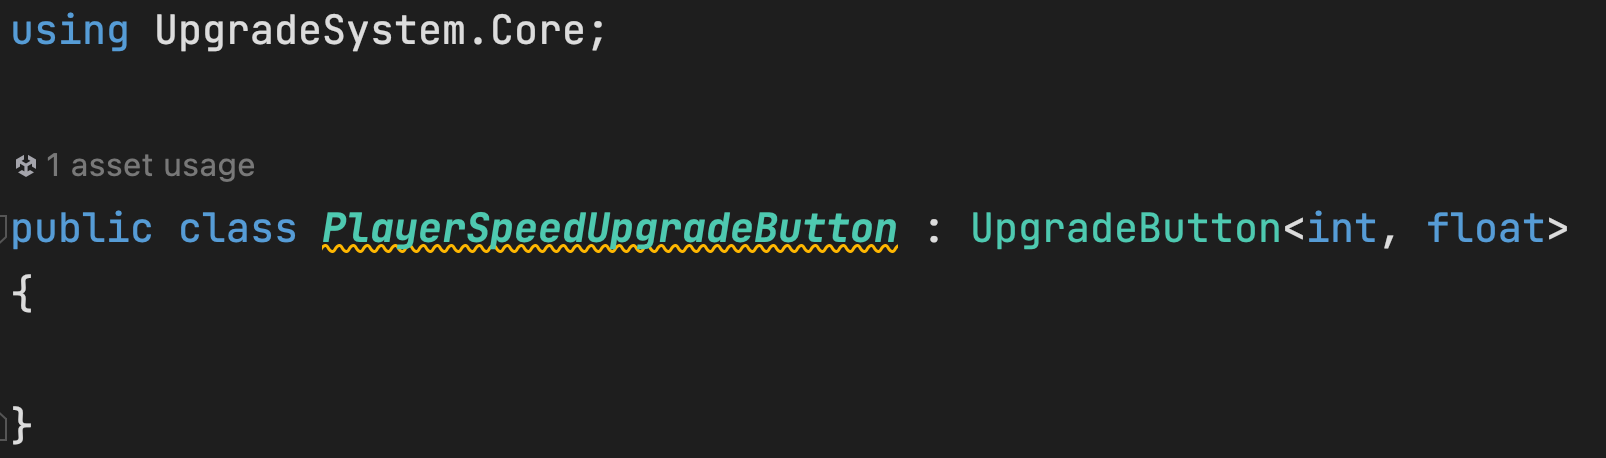 using UpgradeSystem.Core;
1 asset usage
public class PlayerSpeedUpgradeButton : UpgradeButton<int, float>
{
}